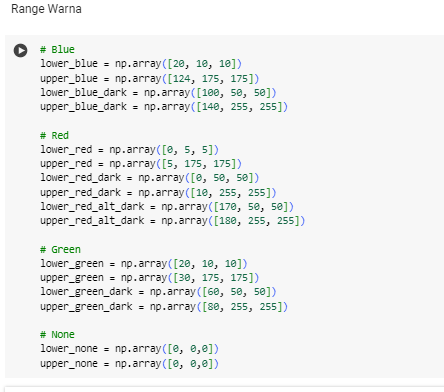 Range Warna
# Blue
lower_blue = np.array([20, 10, 10])
upper_blue = np.array([124, 175, 175])
lower_blue_dark = np.array([100, 50, 50])
upper_blue_dark = np.array([140, 255, 255])
# Red
lower_red = np.array([0, 5, 5])
upper_red = np.array([5, 175, 175])
lower_red_dark = np.array([0, 50, 50])
upper_red_dark = np.array([10, 255, 255])
lower_red_alt_dark = np.array([170, 50, 50])
upper_red_alt_dark = np.array([180, 255, 255])
# Green
lower_green = np.array([20, 10, 10])
upper_green = np.array([30, 175, 175])
lower_green_dark = np.array([60, 50, 50])
upper_green_dark = np.array([80, 255, 255])
# None
lower_none = np.array([0, 0,0])
upper_none = np.array([0, 0,0])